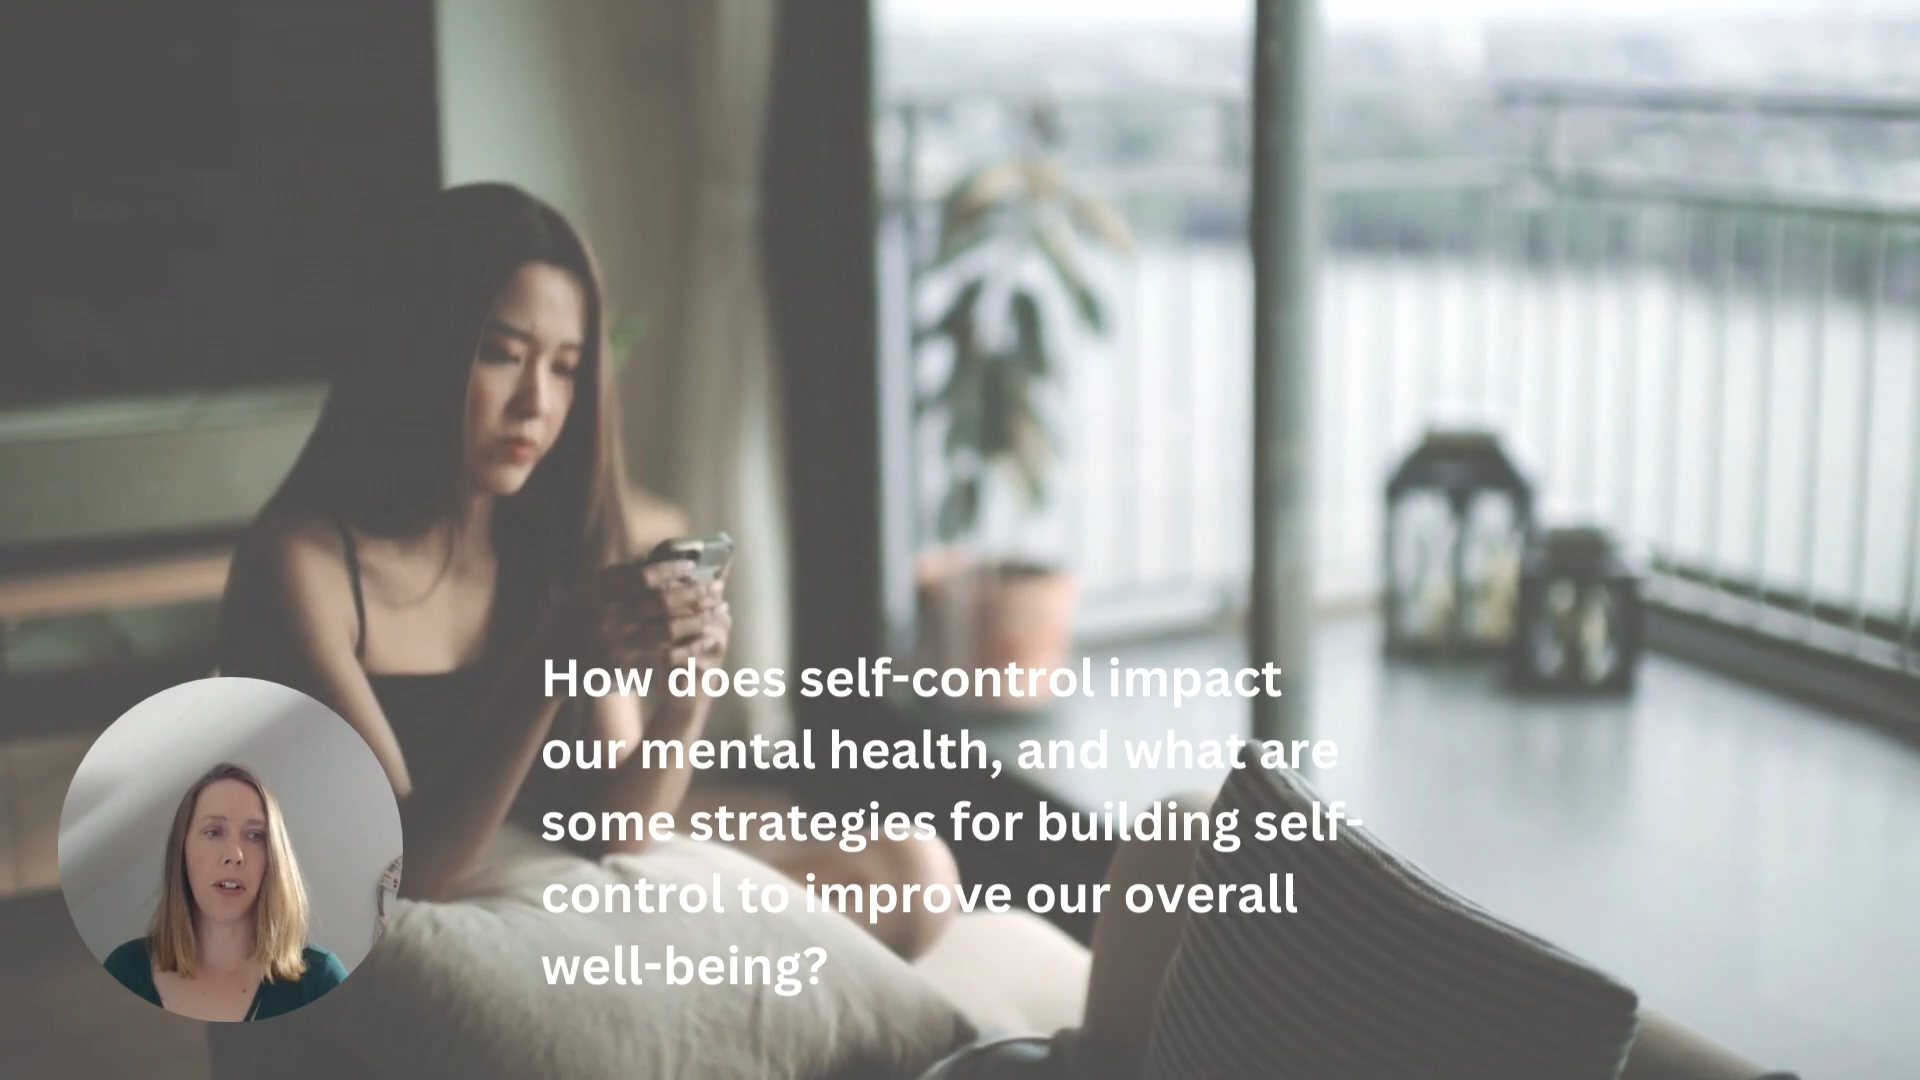 How does self-control impact
our mental health, and what are
some strategies for building self-
control to improve our overall
well-being?